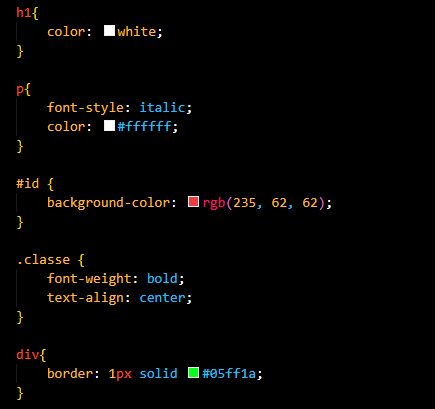 h1{
    color: white;
}

p{
    font-style: italic;
    color: #ffffff;
}

#id {
    background-color: rgb(235, 62, 62);
}

.classe {
    font-weight: bold;
    text-align: center;
}

div{
    border: 1px solid #05ff1a;
}